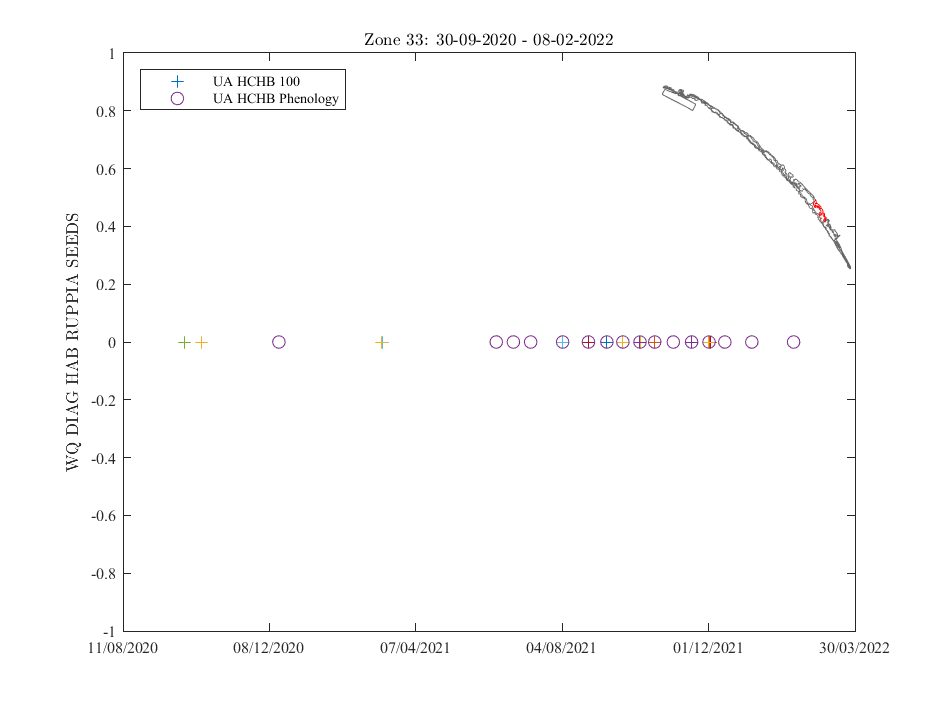 Zone 33: 30-09-2020 - 08-02-2022
UA HCHB 100
UA HCHB Phenology
WQ DIAG HAB RUPPIA SEEDS
1
0.8
0.6
0.4
0.2
0
-0.2
-0.4
-0.6
-0.8
-1
11/08/2020 08/12/2020 07/04/2021 04/08/2021 01/12/2021 30/03/2022